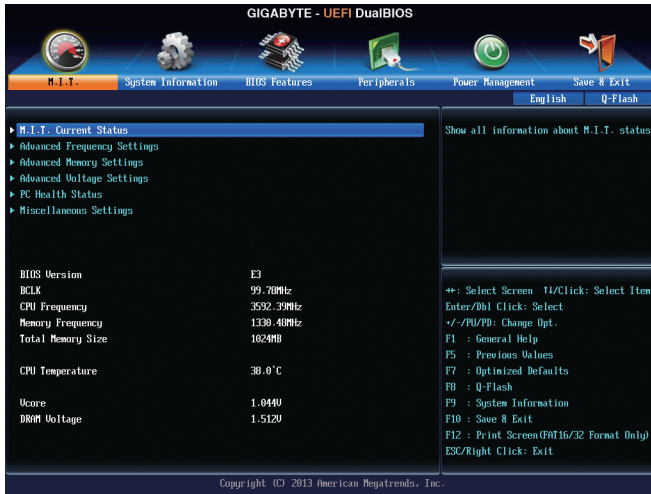 GIGABYTE - UEFI DualBIOS
M.I.T. System Information BIOS Features Peripherals Power Management Save & Exit
English Q-Flash
M.I.T. Current Status
Advanced Frequency Settings
Advanced Memory Settings
Advanced Voltage Settings
PC Health Status
Miscellaneous Settings
BIOS Version E3
BCLK 99.78MHz
CPU Frequency 3592.39MHz
Memory Frequency 1330.48MHz
Total Memory Size 1024MB
CPU Temperature 38.0°C
Vcore 1.044V
DRAM Voltage 1.512V
Show all information about M.I.T. status
→←: Select Screen ↑↓/Click: Select Item
Enter/Dbl Click: Select
+/-/PU/PD: Change Opt.
F1 : General Help
F5 : Previous Values
F7 : Optimized Defaults
F8 : Q-Flash
F9 : System Information
F10 : Save & Exit
F12 : Print Screen(FAT16/32 Format Only)
ESC/Right Click: Exit
Copyright (C) 2013 American Megatrends, Inc.